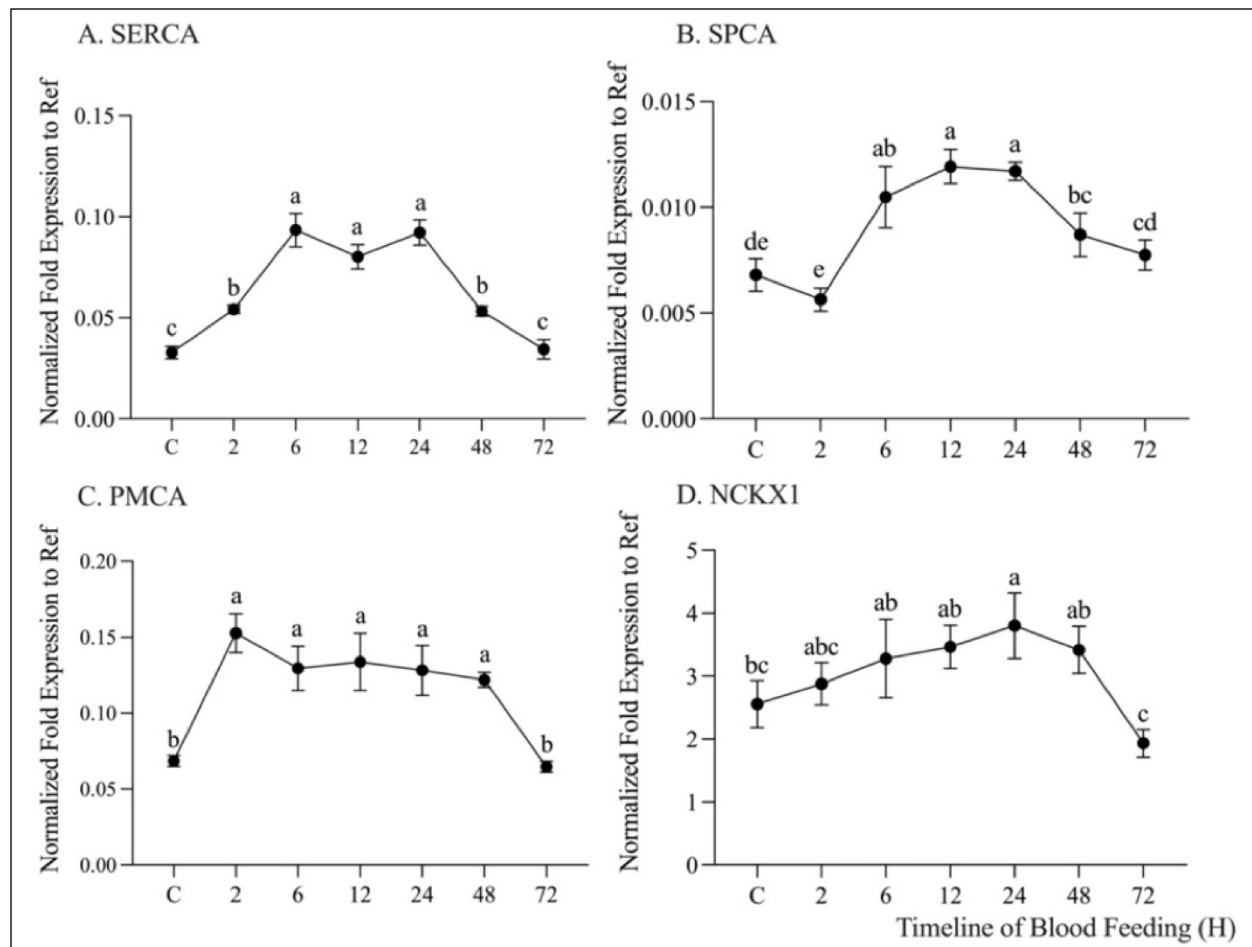 A. SERCA
Normalized Fold Expression to Ref
0.15
0.10
0.05
0.00
c
b
a
a
a
b
c
C 2 6 12 24 48 72
B. SPCA
Normalized Fold Expression to Ref
0.015
0.010
0.005
0.000
de
e
ab
a
a
bc
cd
C 2 6 12 24 48 72
C. PMCA
Normalized Fold Expression to Ref
0.20
0.15
0.10
0.05
0.00
b
a
a
a
a
a
b
C 2 6 12 24 48 72
D. NCKX1
Normalized Fold Expression to Ref
5
4
3
2
1
0
bc
abc
ab
ab
a
ab
c
C 2 6 12 24 48 72
Timeline of Blood Feeding (H)